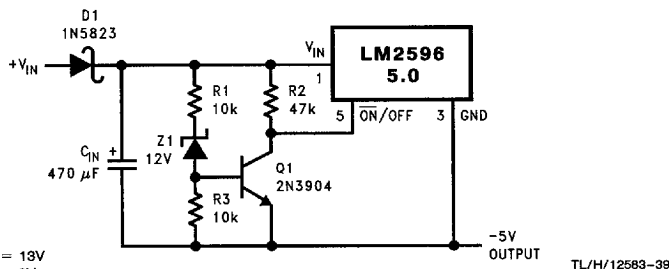 D1
1N5823
+VIN
VIN
1
LM2596
5.0
R1
10k
R2
47k
5
ON/OFF
3
GND
Z1
12V
CIN
+
470 µF
Q1
2N3904
R3
10k
-5V
OUTPUT
= 13V
TL/H/12583-39